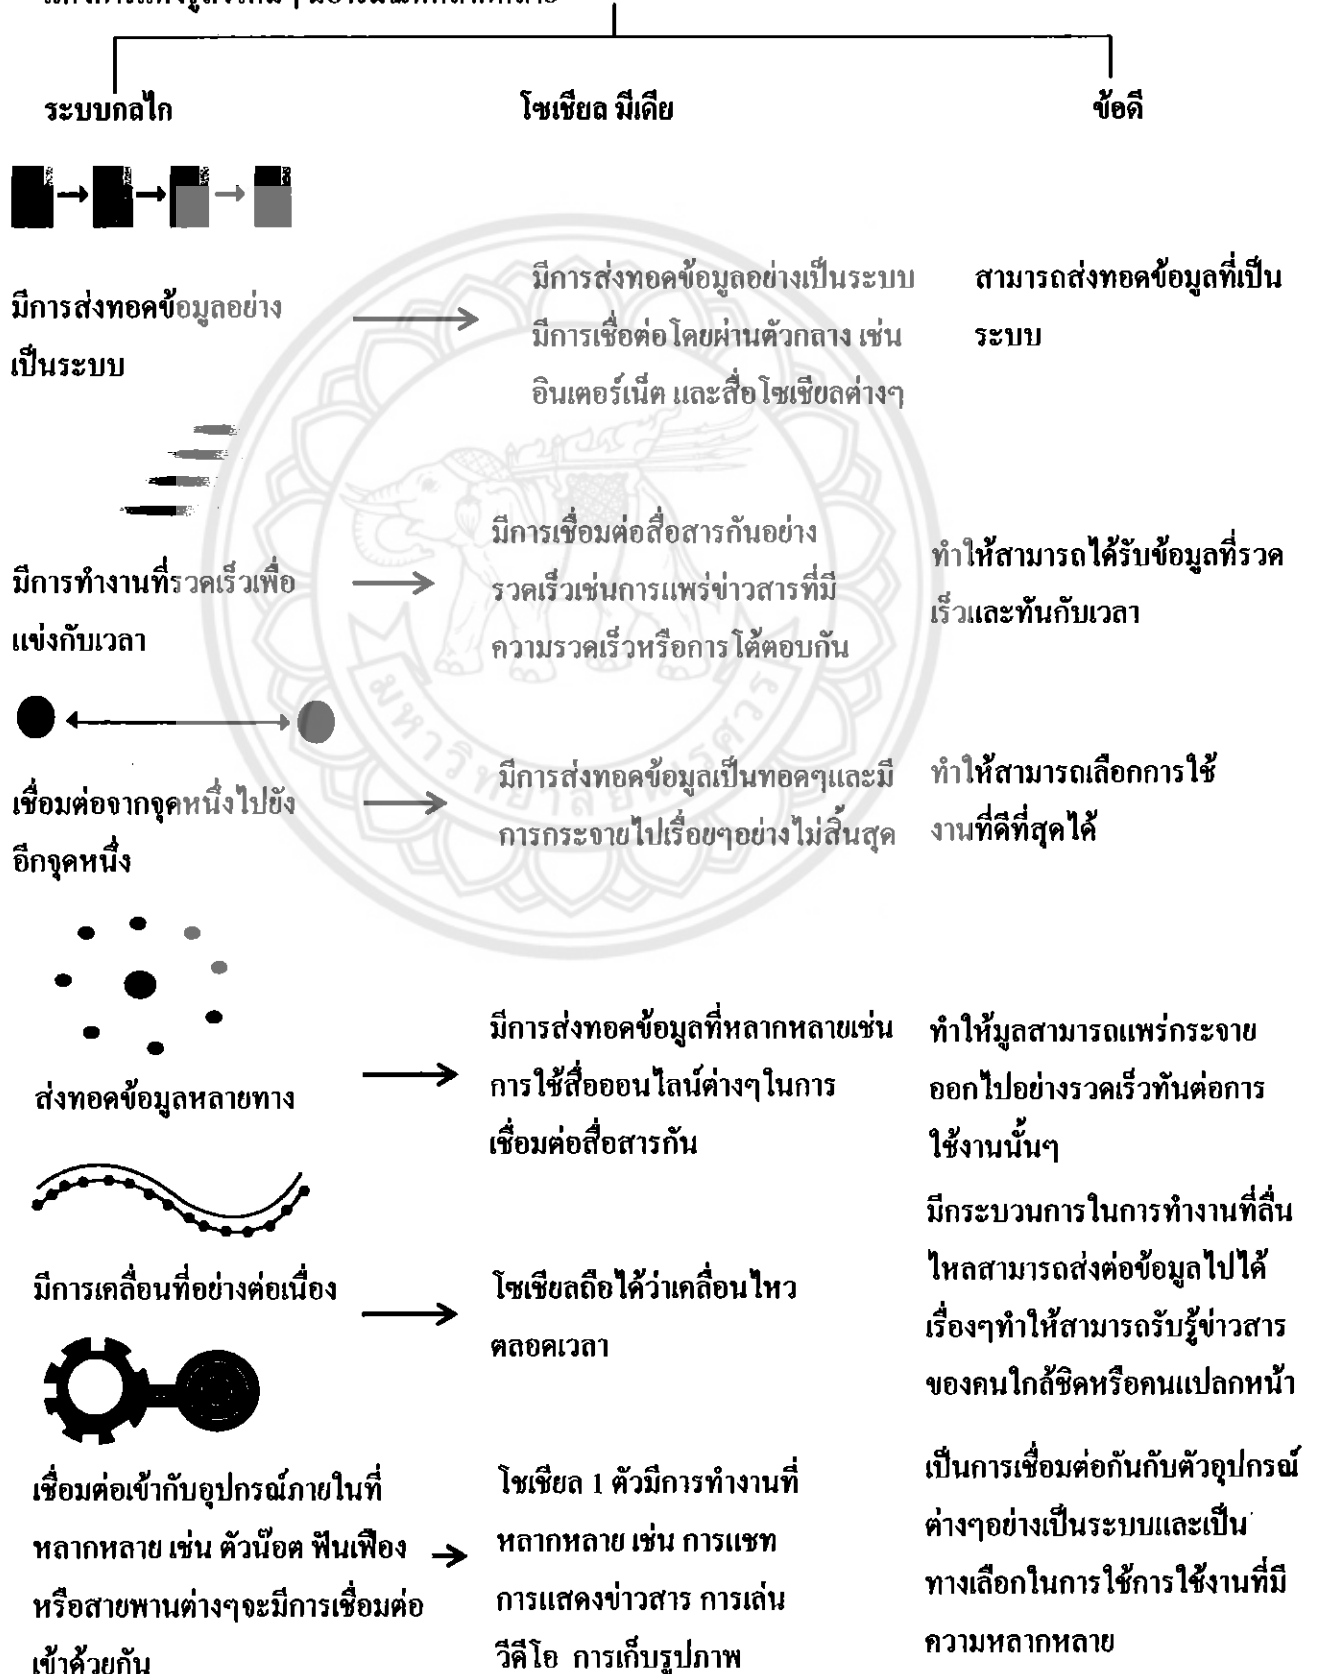 ระบบกลไก
โซเชียล มีเดีย
ข้อดี
มีการส่งทอดข้อมูลอย่าง
เป็นระบบ
มีการส่งทอดข้อมูลอย่างเป็นระบบ
มีการเชื่อต่อโดยผ่านตัวกลาง เช่น
อินเตอร์เน็ต และสื่อโซเชียลต่างๆ
สามารถส่งทอดข้อมูลที่เป็น
ระบบ
มีการทำงานที่รวดเร็วเพื่อ
แข่งกับเวลา
มีการเชื่อมต่อสื่อสารกันอย่าง
รวดเร็วเช่นการแพร่ข่าวสารที่มี
ความรวดเร็วหรือการโต้ตอบกัน
ทำให้สามารถได้รับข้อมูลที่รวด
เร็วและทันกับเวลา
เชื่อมต่อจากจุดหนึ่งไปยัง
อีกจุดหนึ่ง
มีการส่งทอดข้อมูลเป็นทอดๆและมี
การกระจายไปเรื่อยๆอย่างไม่สิ้นสุด
ทำให้สามารถเลือกการใช้
งานที่ดีที่สุดได้
มหาวิทยาลัยนเรศวร
ส่งทอดข้อมูลหลายทาง
มีการส่งทอดข้อมูลที่หลากหลายเช่น
การใช้สื่อออนไลน์ต่างๆในการ
เชื่อมต่อสื่อสารกัน
ทำให้มูลสามารถแพร่กระจาย
ออกไปอย่างรวดเร็วทันต่อการ
ใช้งานนั้นๆ
มีการเคลื่อนที่อย่างต่อเนื่อง
โซเชียลถือได้ว่าเคลื่อนไหว
ตลอดเวลา
มีกระบวนการในการทำงานที่ลื่น
ไหลสามารถส่งต่อข้อมูลไปได้
เรื่องๆทำให้สามารถรับรู้ข่าวสาร
ของคนใกล้ชิดหรือคนแปลกหน้า
เชื่อมต่อเข้ากับอุปกรณ์ภายในที่
หลากหลาย เช่น ตัวน๊อต ฟันเฟือง
หรือสายพานต่างๆจะมีการเชื่อมต่อ
เข้าด้วยกัน
โชเชียล 1 ตัวมีการทำงานที่
หลากหลาย เช่น การแชท
การแสดงข่าวสาร การเล่น
วีดีโอ การเก็บรูปภาพ
เป็นการเชื่อมต่อกันกับตัวอุปกรณ์
ต่างๆอย่างเป็นระบบและเป็น
ทางเลือกในการใช้การใช้งานที่มี
ความหลากหลาย